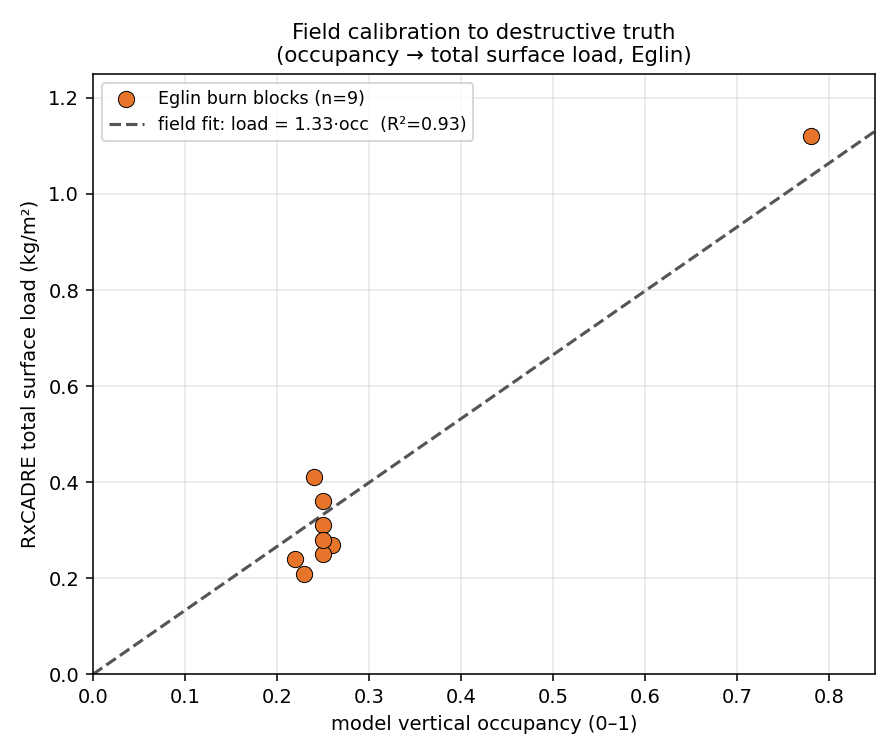 Field calibration to destructive truth
(occupancy → total surface load, Eglin)
Eglin burn blocks (n=9)
field fit: load = 1.33·occ (R²=0.93)
RxCADRE total surface load (kg/m²)
1.2
1.0
0.8
0.6
0.4
0.2
0.0
0.0 0.1 0.2 0.3 0.4 0.5 0.6 0.7 0.8
model vertical occupancy (0–1)